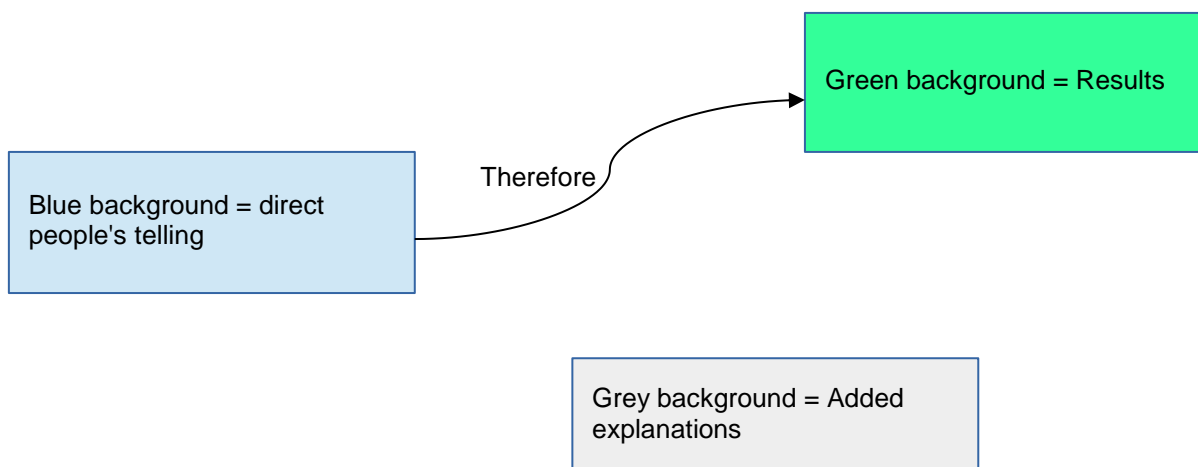 Green background = Results
Therefore
Blue background = direct
people's telling
Grey background = Added
explanations